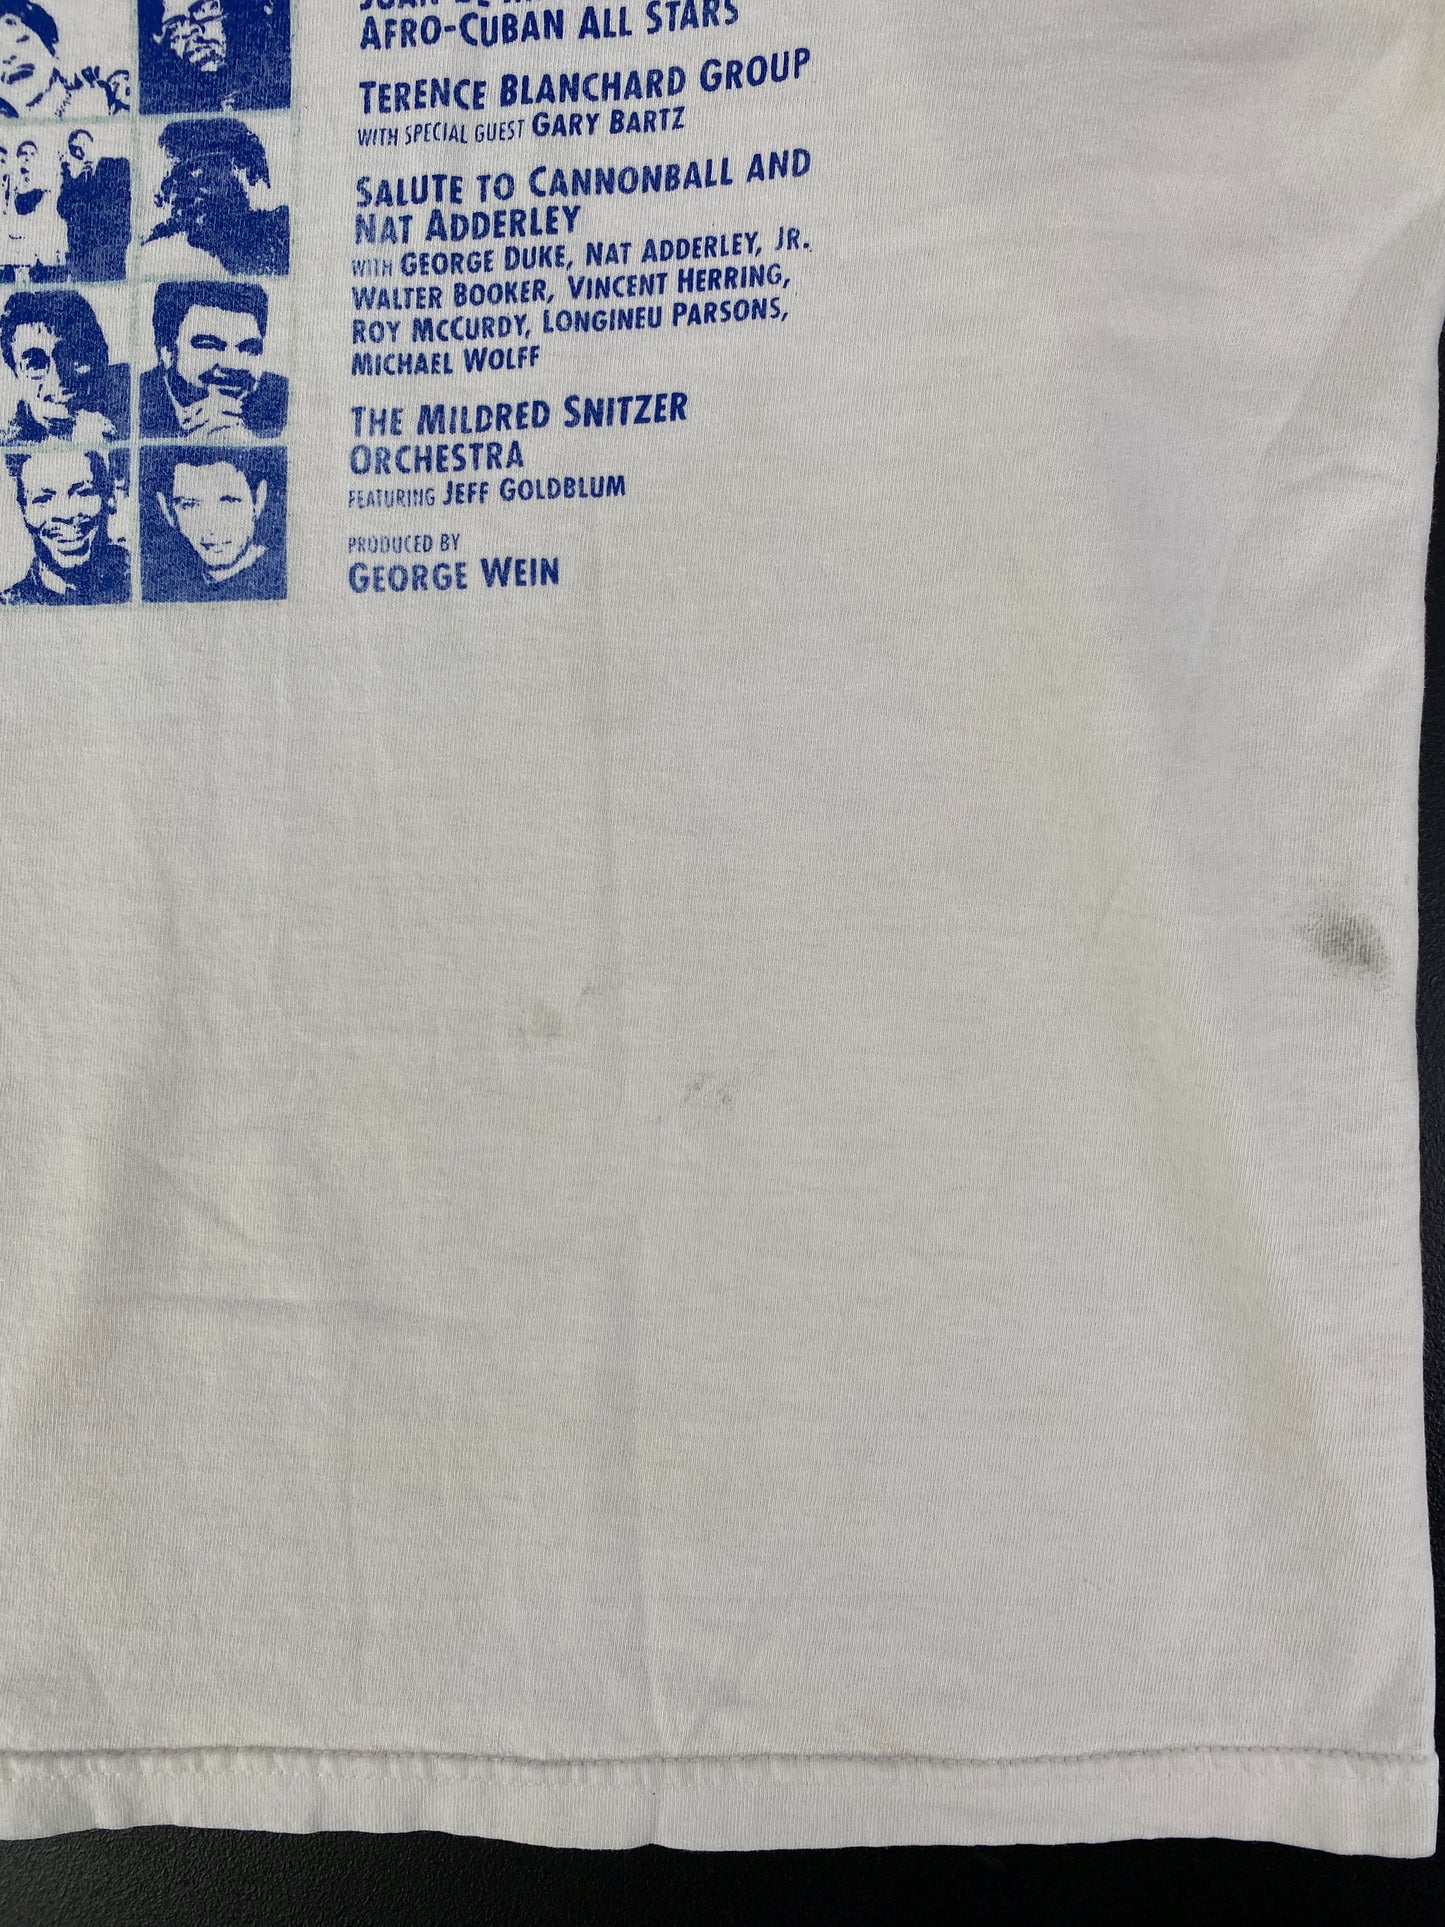 AFRO-CUBAN ALL STARS
TERENCE BLANCHARD GROUP
WITH SPECIAL GUEST GARY BARTZ
SALUTE TO CANNONBALL AND
NAT ADDERLEY
WITH GEORGE DUKE, NAT ADDERLEY, JR.
WALTER BOOKER, VINCENT HERRING,
ROY MCCURDY, LONGINEU PARSONS,
MICHAEL WOLFF
THE MILDRED SNITZER
ORCHESTRA
FEATURING JEFF GOLDBLUM
PRODUCED BY
GEORGE WEIN